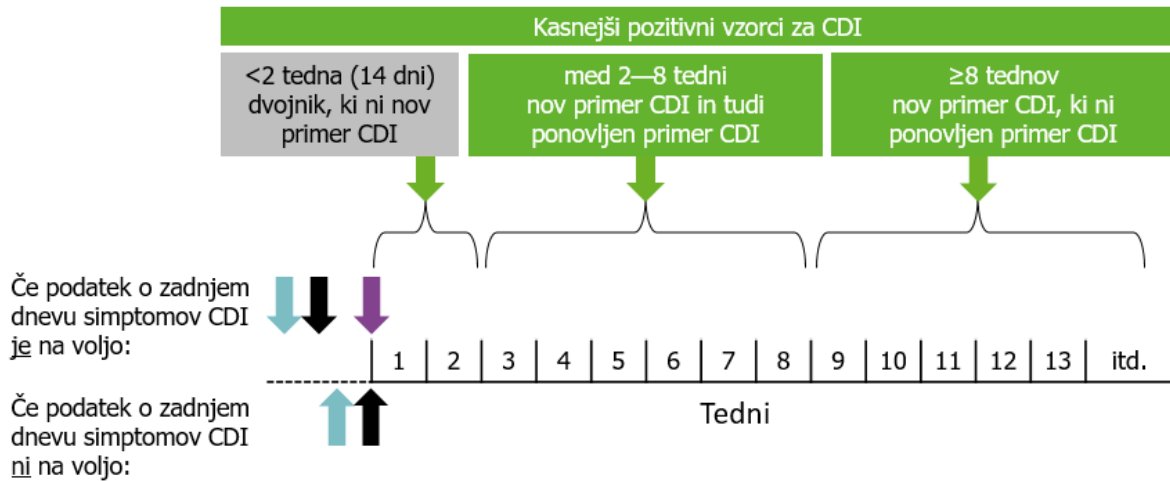 Kasnejši pozitivni vzorci za CDI
<2 tedna (14 dni)
dvojnik, ki ni nov
primer CDI
med 2—8 tedni
nov primer CDI in tudi
ponovljen primer CDI
≥8 tednov
nov primer CDI, ki ni
ponovljen primer CDI
Če podatek o zadnjem
dnevu simptomov CDI
je na voljo:
1 2 3 4 5 6 7 8 9 10 11 12 13 itd.
Tedni
Če podatek o zadnjem
dnevu simptomov CDI
ni na voljo: